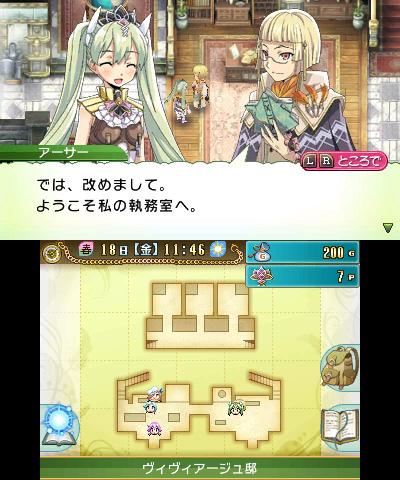 アーサー
L R ところで
では、改めまして。
ようこそ私の執務室へ。
春 18日【金】11:46
200 G
7 P
ヴィヴィアージュ邸